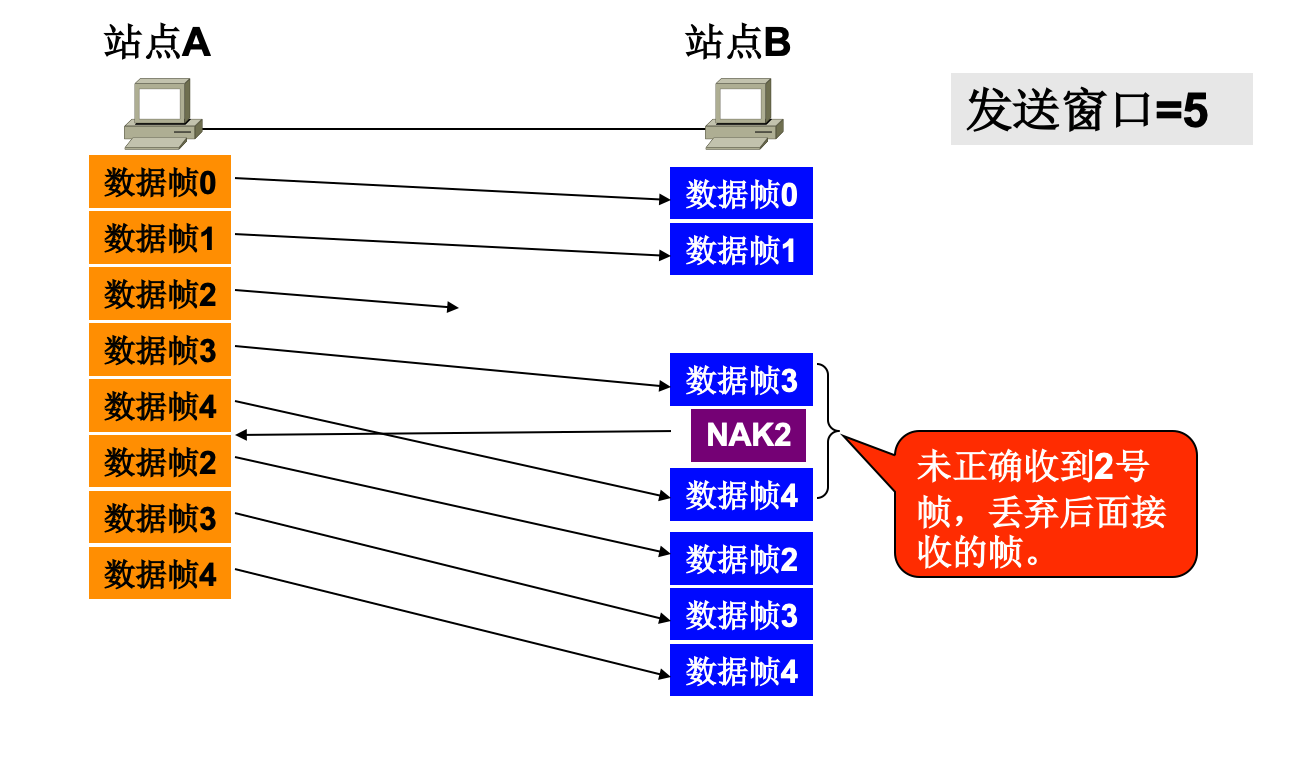 站点A
站点B
发送窗口=5
数据帧0
数据帧1
数据帧2
数据帧3
数据帧4
数据帧2
数据帧3
数据帧4
数据帧0
数据帧1
数据帧3
NAK2
数据帧4
数据帧2
数据帧3
数据帧4
未正确收到2号
帧，丢弃后面接
收的帧。